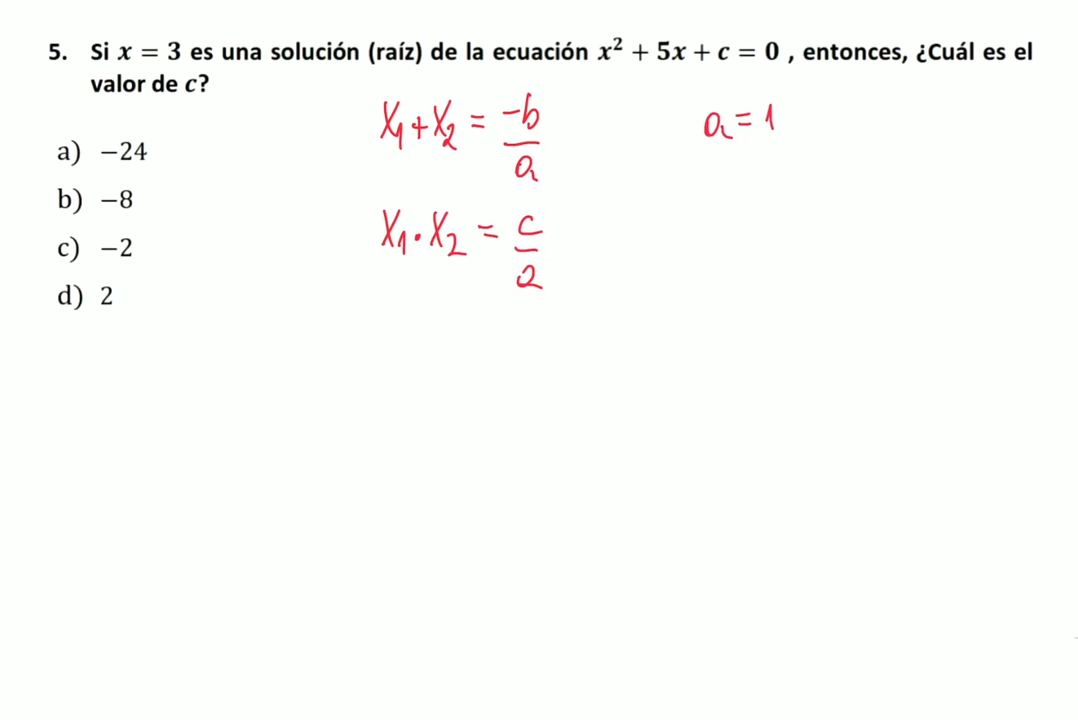 5. Si x = 3 es una solución (raíz) de la ecuación x² + 5x + c = 0 , entonces, ¿Cuál es el
valor de c?
a) −24
b) −8
c) −2
d) 2
X₁+X₂ = -b/a
a = 1
X₁·X₂ = c/a